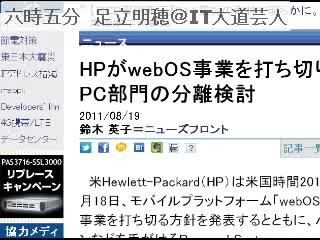 六時五分 足立明穂@IT大道芸人
に。
ニュース
節電対策
東日本大震災
Developers' Inn
4G携帯/LTE
データセンター
PAS3716-SSL3000
リプレース
キャンペーン
協力メディ
HPがwebOS事業を打ち切り
PC部門の分離検討
2011/08/19
鈴木 英子=ニューズフロント
記事一
米Hewlett-Packard（HP）は米国時間201
月18日、モバイルプラットフォーム「webO
事業を打ち切る方針を発表するとともに、パ